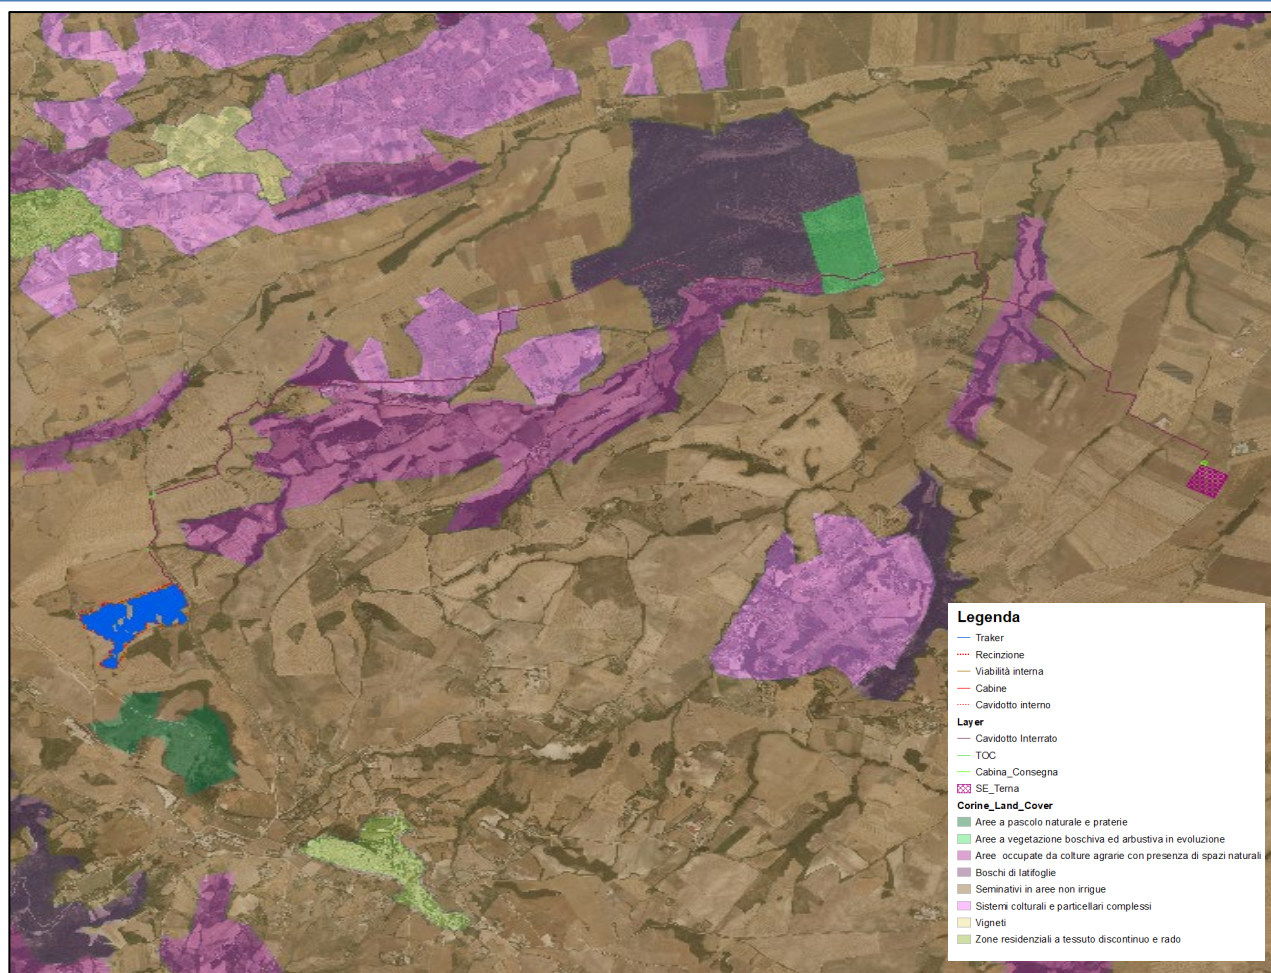 Legenda
Traker
Recinzione
Viabilità interna
Cabine
Cavidotto interno
Layer
Cavidotto Interrato
TOC
Cabina_Consegna
SE_Terna
Corine_Land_Cover
Aree a pascolo naturale e praterie
Aree a vegetazione boschiva ed arbustiva in evoluzione
Aree occupate da colture agrarie con presenza di spazi naturali
Boschi di latifoglie
Seminativi in aree non irrigue
Sistemi colturali e particellari complessi
Vigneti
Zone residenziali a tessuto discontinuo e rado